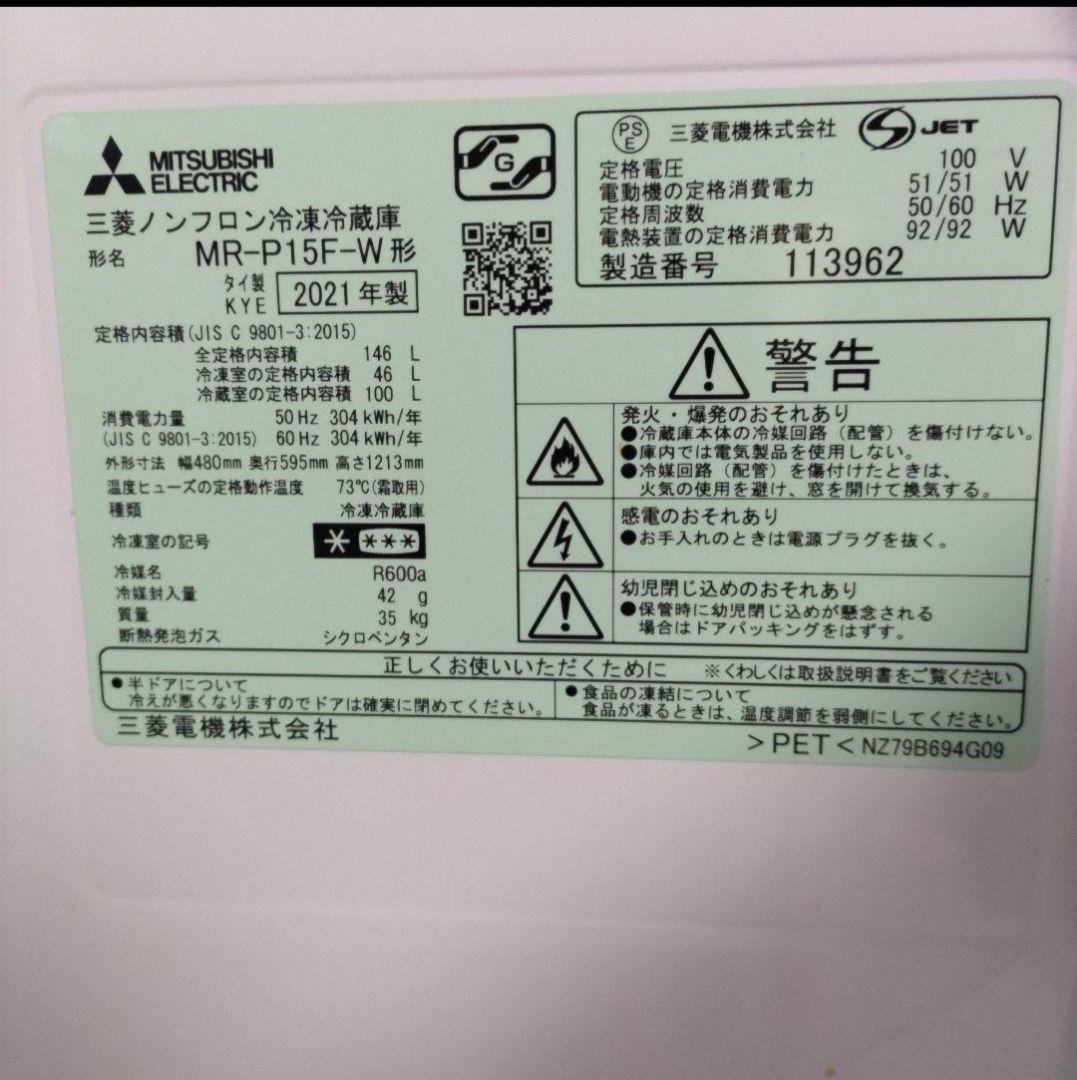 MITSUBISHI
ELECTRIC
三菱ノンフロン冷凍冷蔵庫
形名 MR-P15F-W形
タイ製
KYE 2021年製
定格内容積(JIS C 9801-3:2015)
全定格内容積 146 L
冷凍室の定格内容積 46 L
冷蔵室の定格内容積 100 L
消費電力量 50Hz 304kWh/年
(JIS C 9801-3:2015) 60Hz 304kWh/年
外形寸法 幅480mm 奥行595mm 高さ1213mm
温度ヒューズの定格動作温度 73℃(霜取用)
種類 冷凍冷蔵庫
冷凍室の記号 * ***
冷媒名 R600a
冷媒封入量 42 g
質量 35 kg
断熱発泡ガス シクロペンタン
G
PS
E
三菱電機株式会社 S JET
定格電圧 100 V
電動機の定格消費電力 51/51 W
定格周波数 50/60 Hz
電熱装置の定格消費電力 92/92 W
製造番号 113962
警告
発火・爆発のおそれあり
●冷蔵庫本体の冷媒回路(配管)を傷付けない。
●庫内では電気製品を使用しない。
●冷媒回路(配管)を傷付けたときは、
火気の使用を避け、窓を開けて換気する。
感電のおそれあり
●お手入れのときは電源プラグを抜く。
幼児閉じ込めのおそれあり
●保管時に幼児閉じ込めが懸念される
場合はドアパッキングをはずす。
正しくお使いいただくために ※くわしくは取扱説明書をご覧ください
●半ドアについて
冷えが悪くなりますのでドアは確実に閉めてください。
●食品の凍結について
食品が凍るときは、温度調節を弱側にしてください。
三菱電機株式会社
>PET< NZ79B694G09